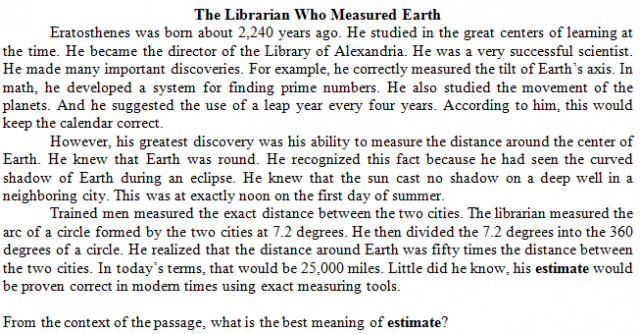 The Librarian Who Measured Earth
Eratosthenes was born about 2,240 years ago. He studied in the great centers of learning at
the time. He became the director of the Library of Alexandria. He was a very successful scientist.
He made many important discoveries. For example, he correctly measured the tilt of Earth's axis. In
math, he developed a system for finding prime numbers. He also studied the movement of the
planets. And he suggested the use of a leap year every four years. According to him, this would
keep the calendar correct.
However, his greatest discovery was his ability to measure the distance around the center of
Earth. He knew that Earth was round. He recognized this fact because he had seen the curved
shadow of Earth during an eclipse. He knew that the sun cast no shadow on a deep well in a
neighboring city. This was at exactly noon on the first day of summer.
Trained men measured the exact distance between the two cities. The librarian measured the
arc of a circle formed by the two cities at 7.2 degrees. He then divided the 7.2 degrees into the 360
degrees of a circle. He realized that the distance around Earth was fifty times the distance between
the two cities. In today's terms, that would be 25,000 miles. Little did he know, his estimate would
be proven correct in modern times using exact measuring tools.
From the context of the passage, what is the best meaning of estimate?